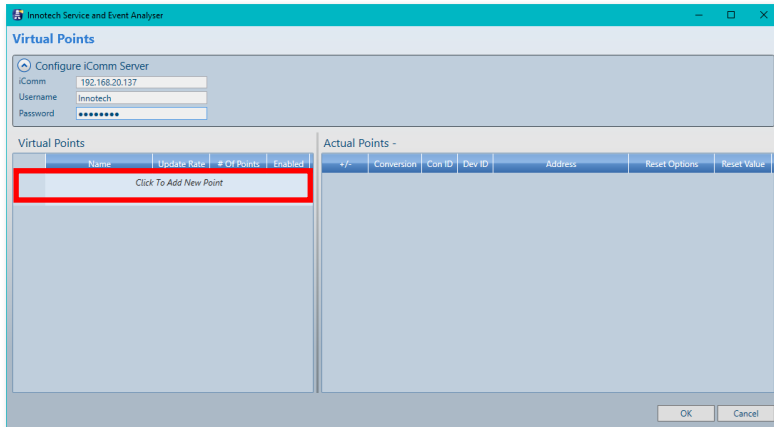 Innotech Service and Event Analyser
Virtual Points
Configure iComm Server
iComm 192.168.20.137
Username Innotech
Password ●●●●●●●●
Virtual Points
Name Update Rate # Of Points Enabled
Click To Add New Point
Actual Points -
+/- Conversion Con ID Dev ID Address Reset Options Reset Value
OK Cancel